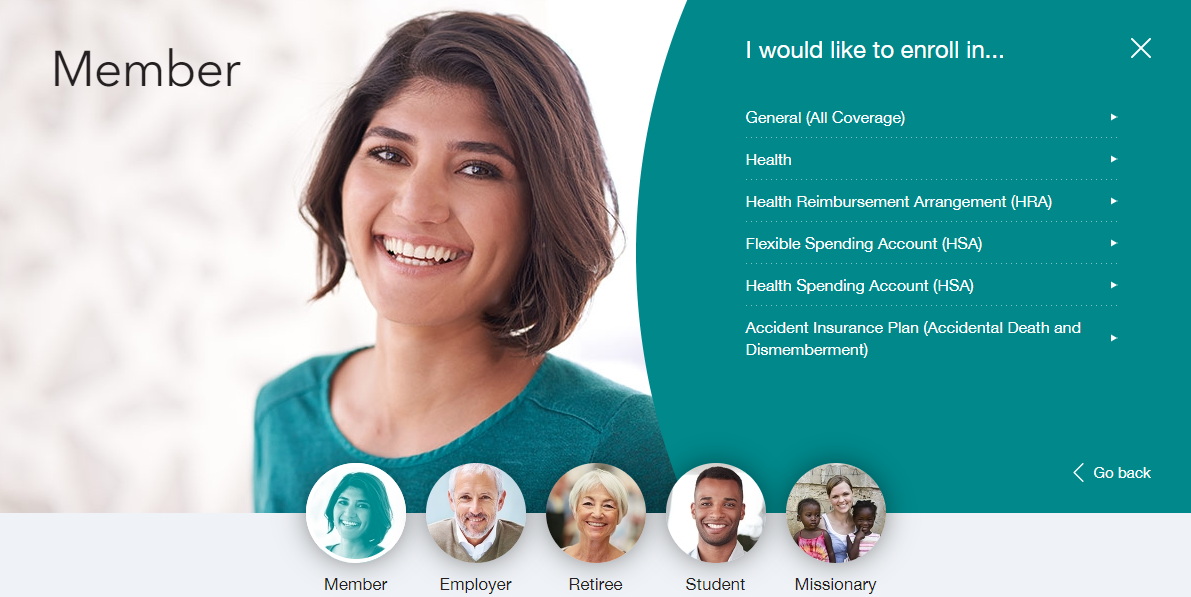 Member
I would like to enroll in...
General (All Coverage)
Health
Health Reimbursement Arrangement (HRA)
Flexible Spending Account (HSA)
Health Spending Account (HSA)
Accident Insurance Plan (Accidental Death and
Dismemberment)
Go back
Member
Employer
Retiree
Student
Missionary